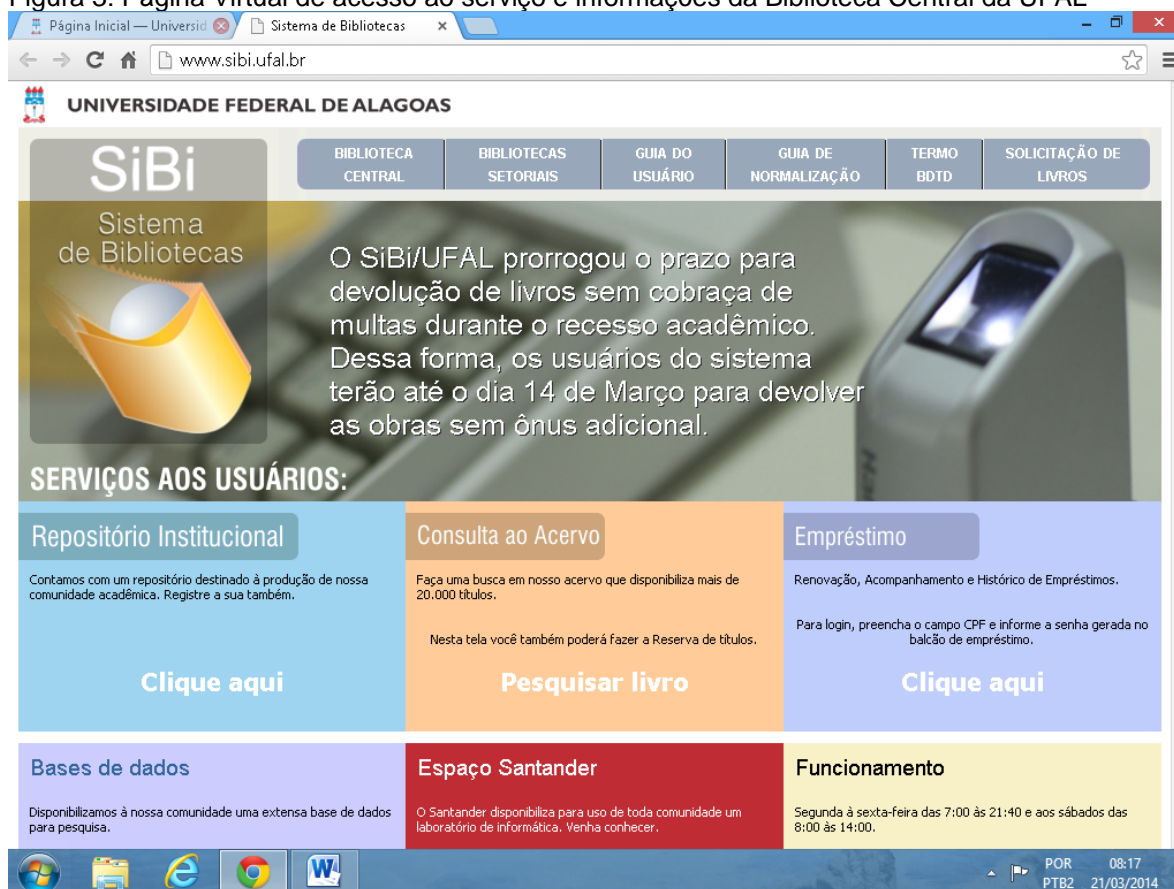 Figura 5: Página Virtual de acesso ao serviço e informações da Biblioteca Central da UFAL
Página Inicial — Universid
Sistema de Bibliotecas
www.sibi.ufal.br
UNIVERSIDADE FEDERAL DE ALAGOAS
SiBi
Sistema
de Bibliotecas
BIBLIOTECA
CENTRAL
BIBLIOTECAS
SETORIAIS
GUIA DO
USUÁRIO
GUIA DE
NORMALIZAÇÃO
TERMO
BDTD
SOLICITAÇÃO DE
LIVROS
O SiBi/UFAL prorrogou o prazo para
devolução de livros sem cobraça de
multas durante o recesso acadêmico.
Dessa forma, os usuários do sistema
terão até o dia 14 de Março para devolver
as obras sem ônus adicional.
SERVIÇOS AOS USUÁRIOS:
Repositório Institucional
Contamos com um repositório destinado à produção de nossa
comunidade acadêmica. Registre a sua também.
Clique aqui
Consulta ao Acervo
Faça uma busca em nosso acervo que disponibiliza mais de
20.000 títulos.
Nesta tela você também poderá fazer a Reserva de títulos.
Pesquisar livro
Empréstimo
Renovação, Acompanhamento e Histórico de Empréstimos.
Para login, preencha o campo CPF e informe a senha gerada no
balcão de empréstimo.
Clique aqui
Bases de dados
Disponibilizamos à nossa comunidade uma extensa base de dados
para pesquisa.
Espaço Santander
O Santander disponibiliza para uso de toda comunidade um
laboratório de informática. Venha conhecer.
Funcionamento
Segunda à sexta-feira das 7:00 às 21:40 e aos sábados das
8:00 às 14:00.
POR
PTB2
08:17
21/03/2014